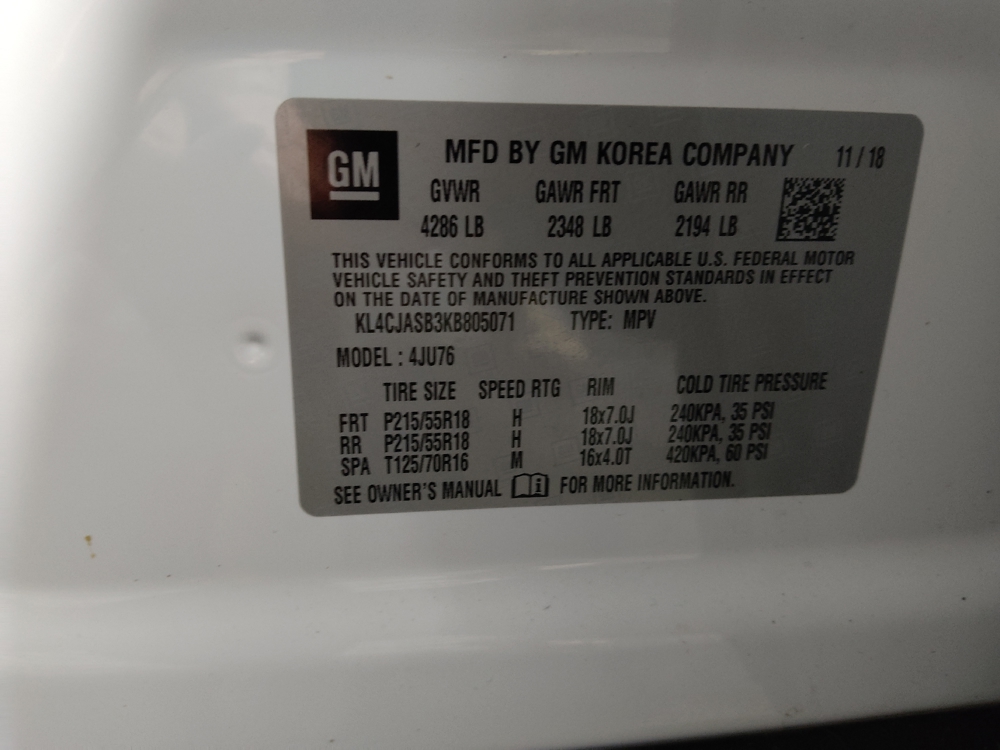 GM
MFD BY GM KOREA COMPANY 11 / 18
GVWR GAWR FRT GAWR RR
4286 LB 2348 LB 2194 LB
THIS VEHICLE CONFORMS TO ALL APPLICABLE U.S. FEDERAL MOTOR
VEHICLE SAFETY AND THEFT PREVENTION STANDARDS IN EFFECT
ON THE DATE OF MANUFACTURE SHOWN ABOVE.
KL4CJASB3KB805071 TYPE: MPV
MODEL : 4JU76
TIRE SIZE SPEED RTG RIM COLD TIRE PRESSURE
FRT P215/55R18 H 18x7.0J 240KPA, 35 PSI
RR P215/55R18 H 18x7.0J 240KPA, 35 PSI
SPA T125/70R16 M 16x4.0T 420KPA, 60 PSI
SEE OWNER'S MANUAL i FOR MORE INFORMATION.